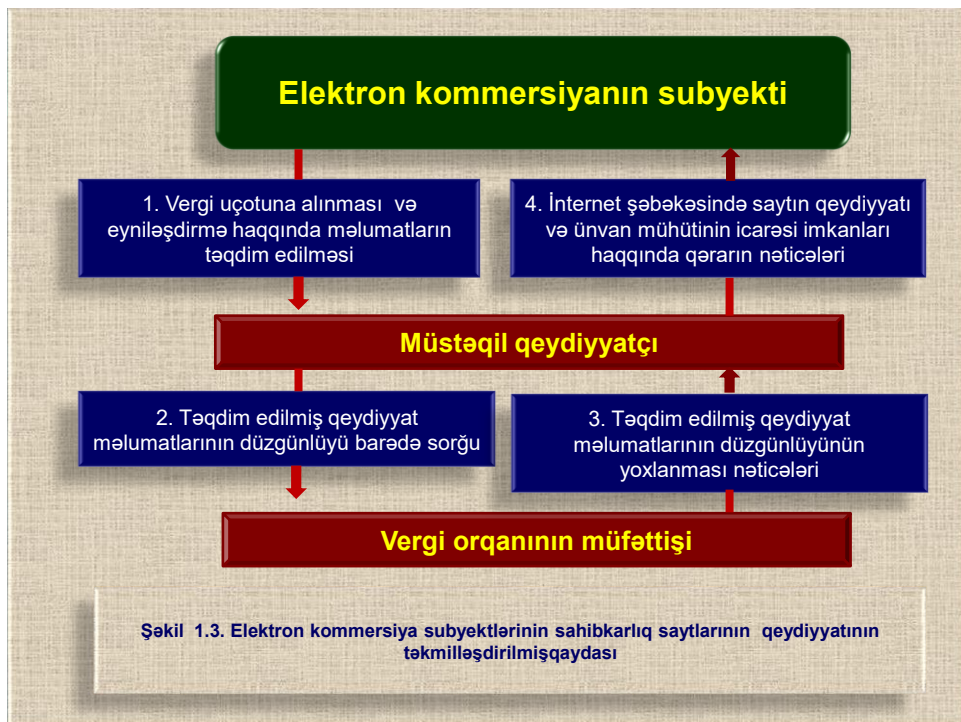 Elektron kommersiyanın subyekti
1. Vergi uçotuna alınması və
eyniləşdirmə haqqında məlumatların
təqdim edilməsi
4. İnternet şəbəkəsində saytın qeydiyyatı
və ünvan mühütinin icarəsi imkanları
haqqında qərarın nəticələri
Müstəqil qeydiyyatçı
2. Təqdim edilmiş qeydiyyat
məlumatlarının düzgünlüyü barədə sorğu
3. Təqdim edilmiş qeydiyyat
məlumatlarının düzgünlüyünün
yoxlanması nəticələri
Vergi orqanının müfəttişi
Şəkil 1.3. Elektron kommersiya subyektlərinin sahibkarlıq saytlarının qeydiyyatının
təkmilləşdirilmişqaydası